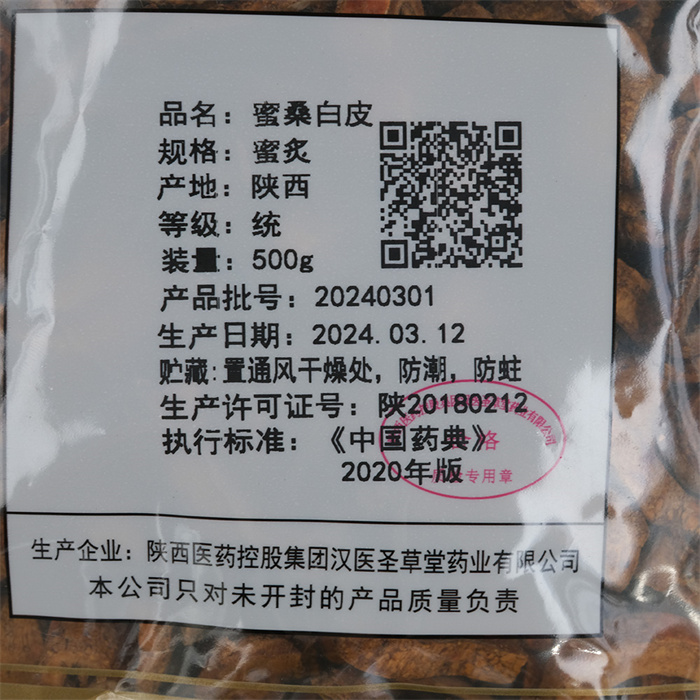 品名：蜜桑白皮
规格：蜜炙
产地：陕西
等级：统
装量：500g
产品批号：20240301
生产日期：2024.03.12
贮藏:置通风干燥处，防潮，防蛀
生产许可证号：陕20180212
执行标准：《中国药典》
2020年版
专用章
生产企业：陕西医药控股集团汉医圣草堂药业有限公司
本公司只对未开封的产品质量负责